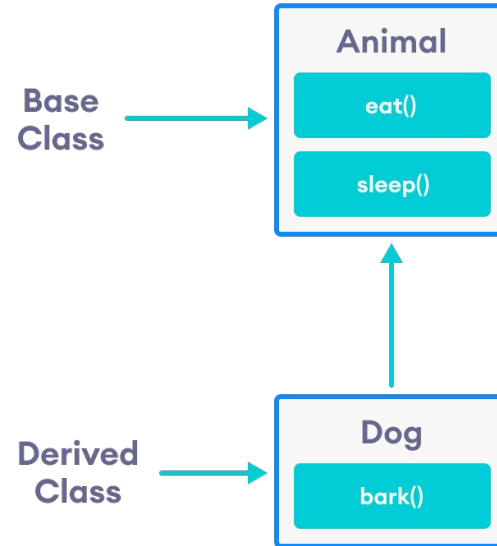 Animal
Base
Class
eat()
sleep()
Dog
Derived
Class
bark()